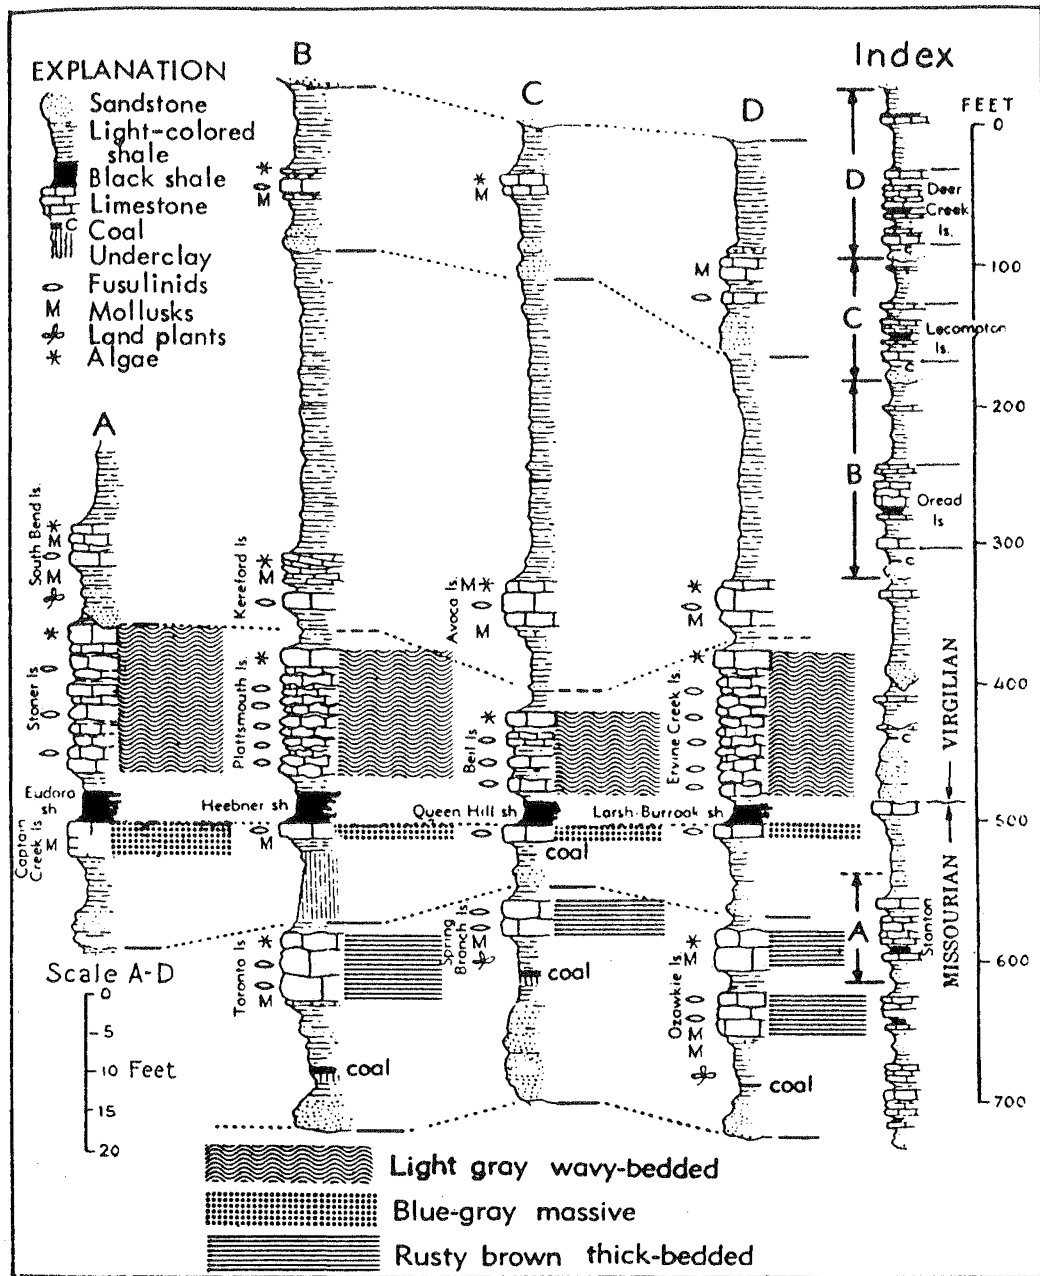 EXPLANATION
Sandstone
Light-colored
shale
Black shale
Limestone
C
Coal
Underclay
Fusulinids
M Mollusks
Land plants
* Algae
A
B
C
D
Index
FEET
0
100
200
300
400
500
600
700
D
C
B
A
Deer
Creek
ls.
c
Lecompton
ls.
c
Oread
ls
c
c
Stanton
VIRGILIAN
MISSOURIAN
South Bend ls.
*
M
M
Stoner ls.
*
Eudora
sh
Captain
Creek ls
M
*
M
Kereford ls
*
M
Plattsmouth ls.
*
Heebner sh
M
Toronto ls
*
M
coal
*
M
Avoca ls.
M*
M
Beil ls
*
Queen Hill sh
coal
Spring
Branch ls.
M
coal
M
*
M
Ervine Creek ls.
*
Larsh-Burroak sh
Ozawkie ls
*
M
M
M
coal
Scale A-D
0
5
10 Feet
15
20
Light gray wavy-bedded
Blue-gray massive
Rusty brown thick-bedded